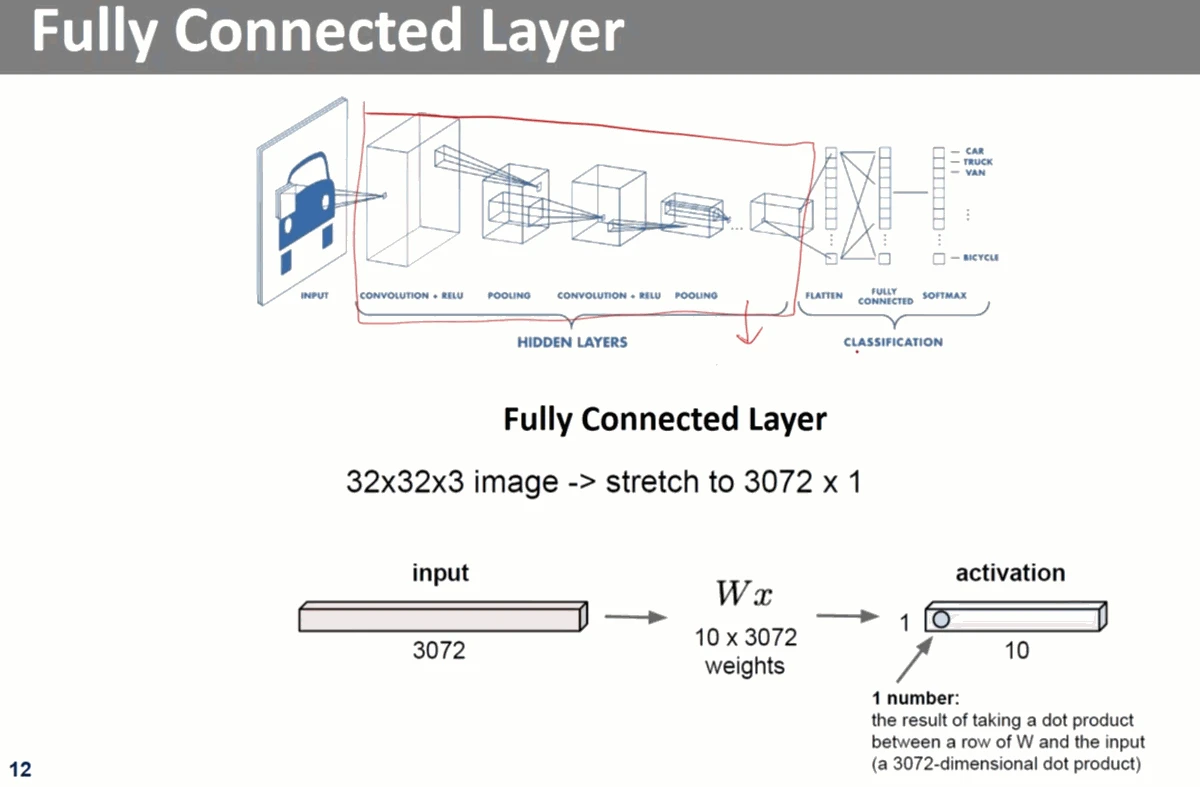 Fully Connected Layer
CAR
TRUCK
VAN
BICYCLE
INPUT
CONVOLUTION + RELU
POOLING
CONVOLUTION + RELU
POOLING
FLATTEN
FULLY
CONNECTED
SOFTMAX
HIDDEN LAYERS
CLASSIFICATION
Fully Connected Layer
32x32x3 image -> stretch to 3072 x 1
input
3072
Wx
10 x 3072
weights
activation
1
10
1 number:
the result of taking a dot product
between a row of W and the input
(a 3072-dimensional dot product)
12